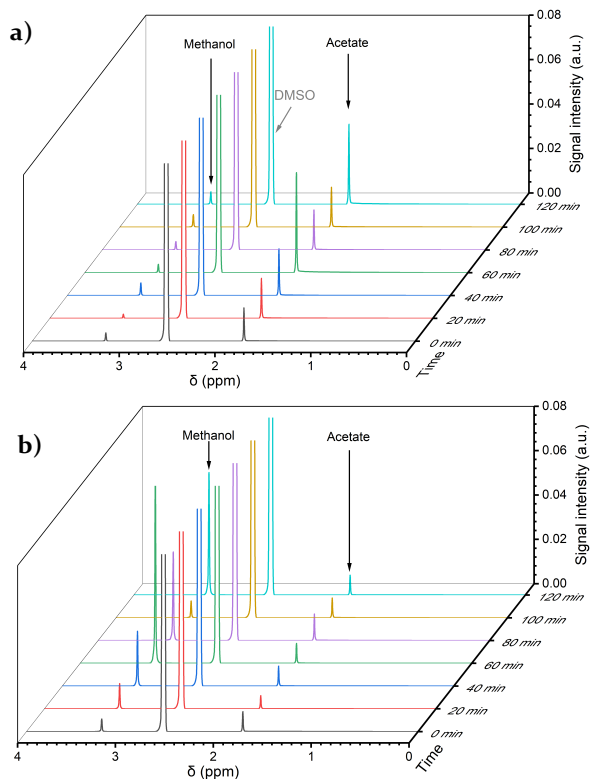 a)
Methanol
Acetate
DMSO
0.08
0.06
0.04
0.02
0.00
Signal intensity (a.u.)
120 min
100 min
80 min
60 min
40 min
20 min
0 min
Time
4
3
2
1
0
δ (ppm)
b)
Methanol
Acetate
0.08
0.06
0.04
0.02
0.00
Signal intensity (a.u.)
120 min
100 min
80 min
60 min
40 min
20 min
0 min
Time
4
3
2
1
0
δ (ppm)